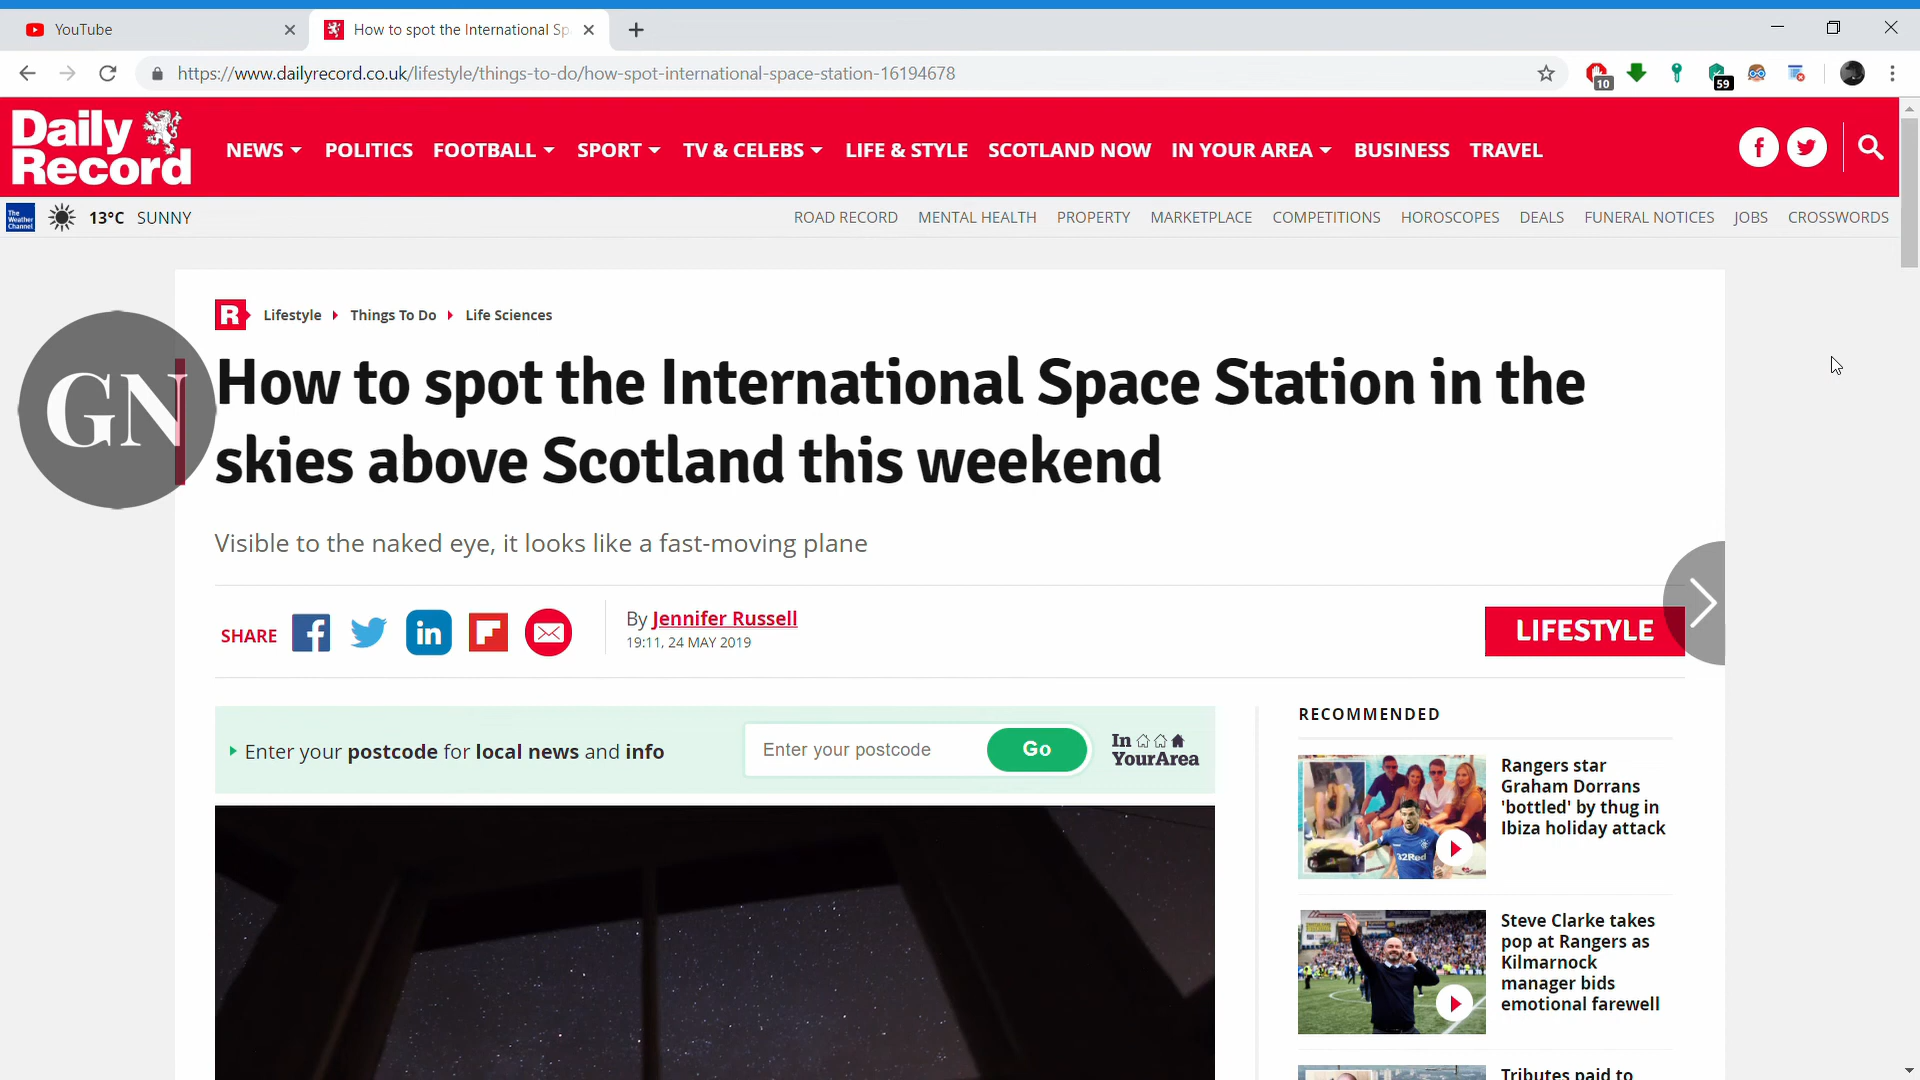 YouTube
How to spot the International Sp
https://www.dailyrecord.co.uk/lifestyle/things-to-do/how-spot-international-space-station-16194678
10
59
Daily
Record
NEWS POLITICS FOOTBALL SPORT TV & CELEBS LIFE & STYLE SCOTLAND NOW IN YOUR AREA BUSINESS TRAVEL
The Weather Channel
13°C SUNNY
ROAD RECORD MENTAL HEALTH PROPERTY MARKETPLACE COMPETITIONS HOROSCOPES DEALS FUNERAL NOTICES JOBS CROSSWORDS
R Lifestyle Things To Do Life Sciences
GN
How to spot the International Space Station in the
skies above Scotland this weekend
Visible to the naked eye, it looks like a fast-moving plane
SHARE
By Jennifer Russell
19:11, 24 MAY 2019
LIFESTYLE
Enter your postcode for local news and info
Enter your postcode
Go
In
YourArea
RECOMMENDED
Rangers star
Graham Dorrans
'bottled' by thug in
Ibiza holiday attack
32Red
Steve Clarke takes
pop at Rangers as
Kilmarnock
manager bids
emotional farewell
Tributes paid to